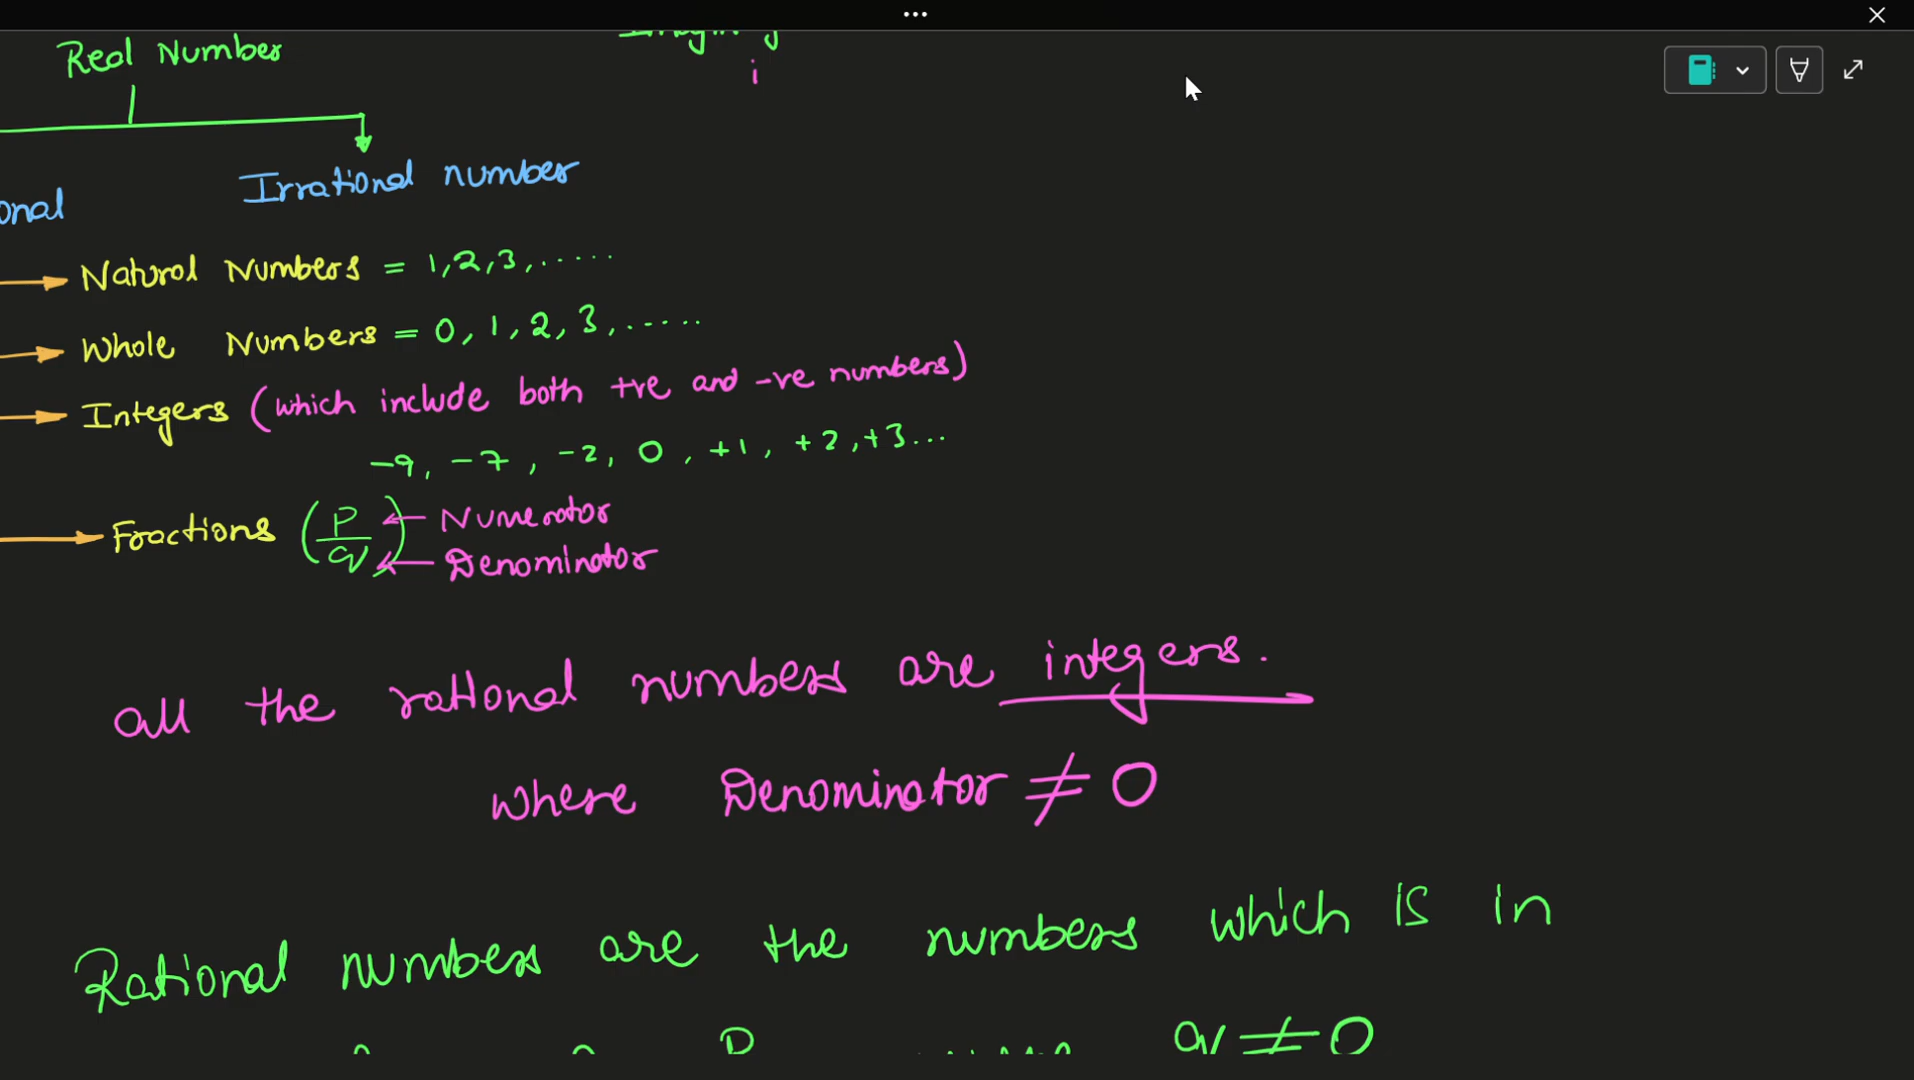 Real Number
i
Irrational number
onal
Natural Numbers = 1,2,3,.....
Whole Numbers = 0, 1, 2, 3,.....
Integers (which include both +ve and -ve numbers)
-9, -7, -2, 0, +1, +2,+3...
Fractions (P/q) ← Numerator
← Denominator
all the rational numbers are integers.
where Denominator ≠ 0
Rational numbers are the numbers which is in
P q ≠ 0